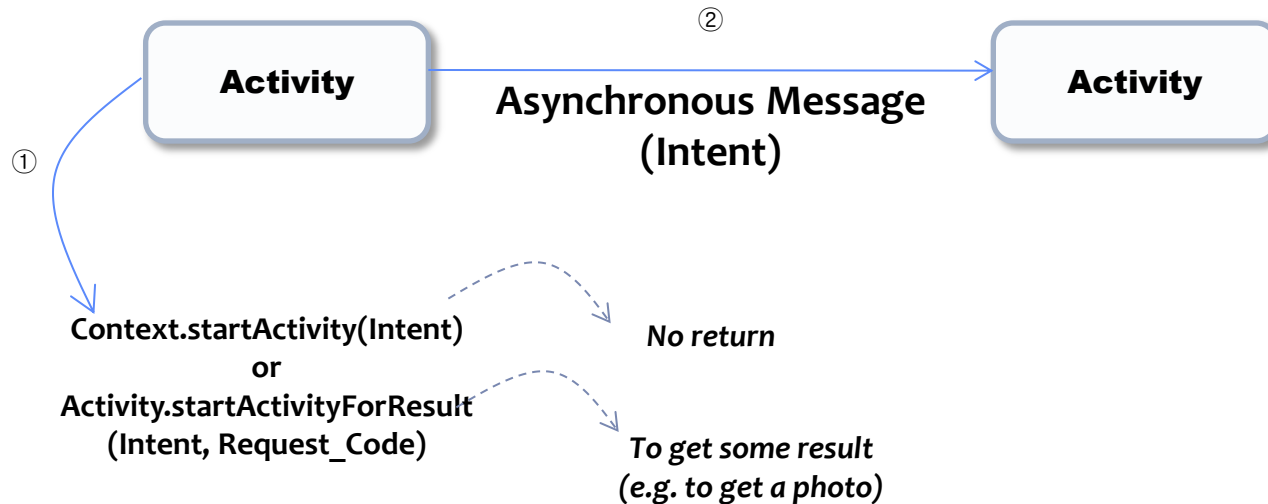 ②
Activity
Activity
Asynchronous Message
(Intent)
①
Context.startActivity(Intent)
or
Activity.startActivityForResult
(Intent, Request_Code)
No return
To get some result
(e.g. to get a photo)